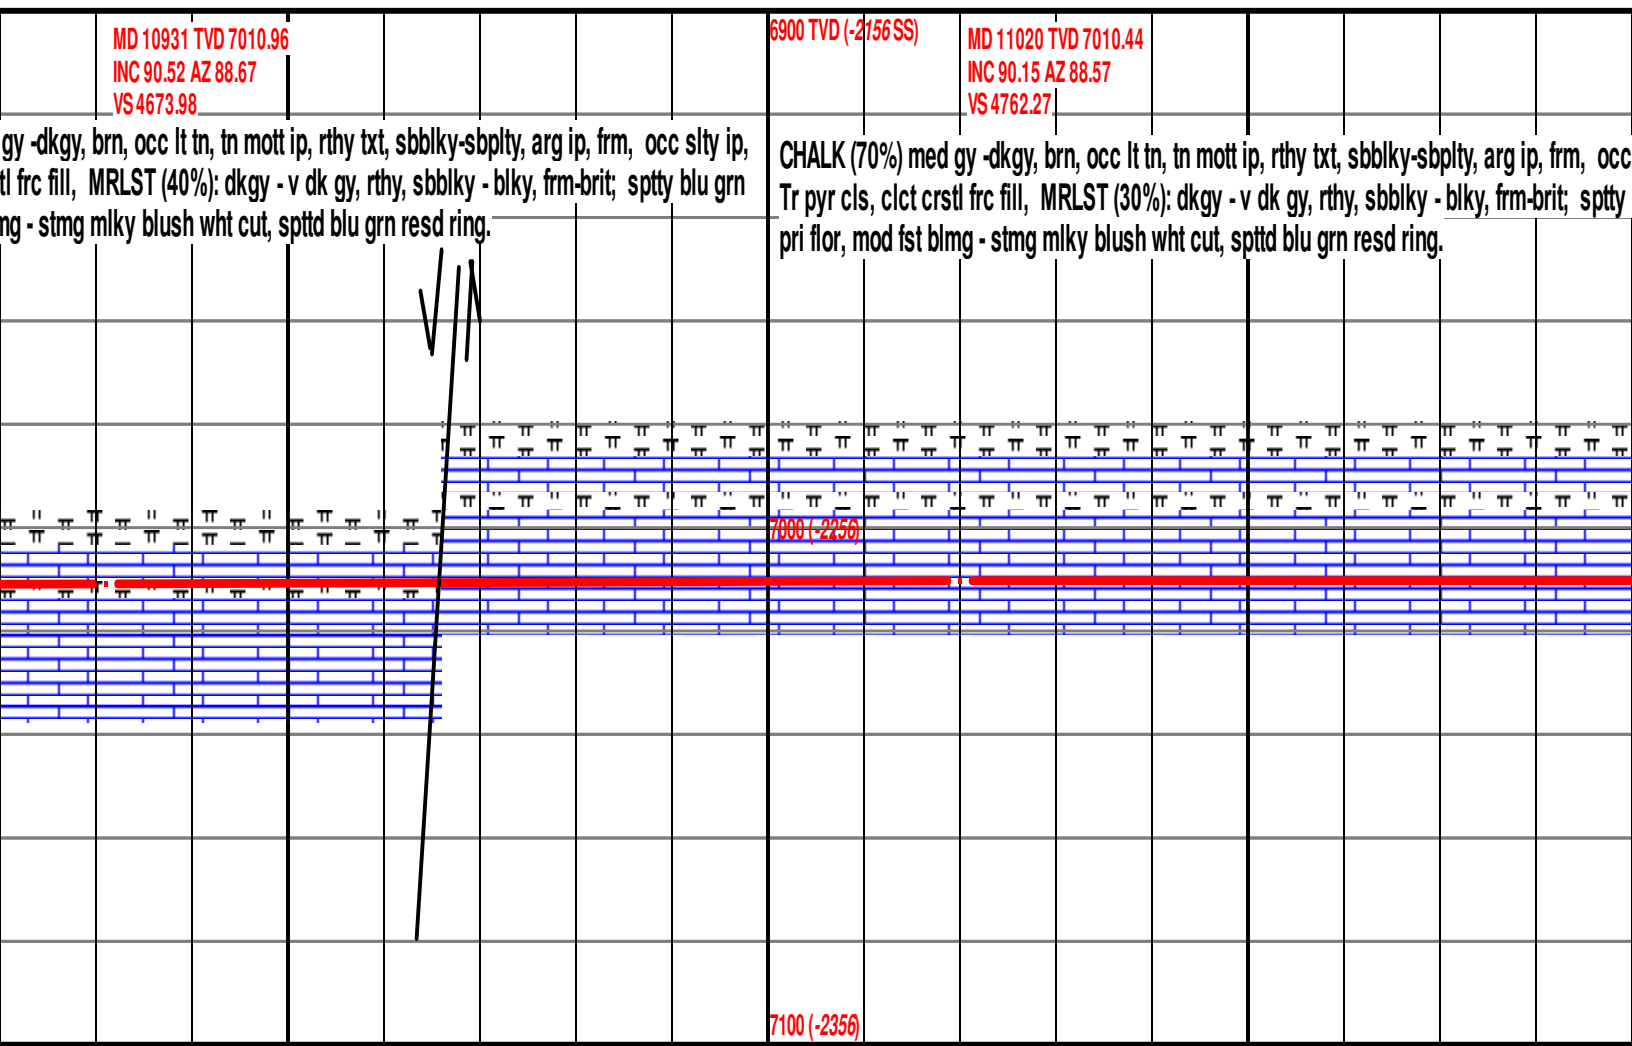 MD 10931 TVD 7010.96
INC 90.52 AZ 88.67
VS 4673.98
6900 TVD (-2156 SS)
MD 11020 TVD 7010.44
INC 90.15 AZ 88.57
VS 4762.27
gy -dkgy, brn, occ lt tn, tn mott ip, rthy txt, sbblky-sbplty, arg ip, frm, occ slty ip,
tl frc fill, MRLST (40%): dkgy - v dk gy, rthy, sbblky - blky, frm-brit; sptty blu grn
mg - stmg mlky blush wht cut, spttd blu grn resd ring.
CHALK (70%) med gy -dkgy, brn, occ lt tn, tn mott ip, rthy txt, sbblky-sbplty, arg ip, frm, occ
Tr pyr cls, clct crstl frc fill, MRLST (30%): dkgy - v dk gy, rthy, sbblky - blky, frm-brit; sptty
pri flor, mod fst blmg - stmg mlky blush wht cut, spttd blu grn resd ring.
7000 (-2256)
7100 (-2356)